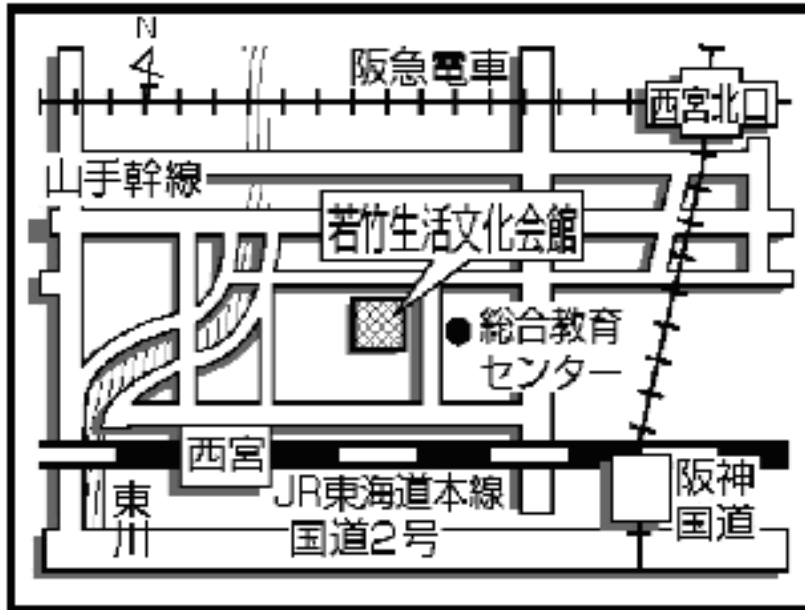 N
阪急電車
西宮北口
山手幹線
若竹生活文化会館
総合教育
センター
西宮
JR東海道本線
阪神
国道
東
川
国道2号